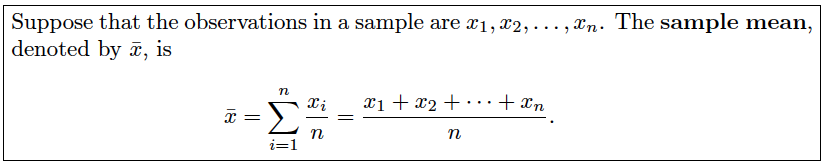 Suppose that the observations in a sample are x₁, x₂, . . . , xₙ. The sample mean,
denoted by x̄, is
x̄ = ∑ᵢ₌₁ⁿ xᵢ/n = (x₁ + x₂ + · · · + xₙ)/n.